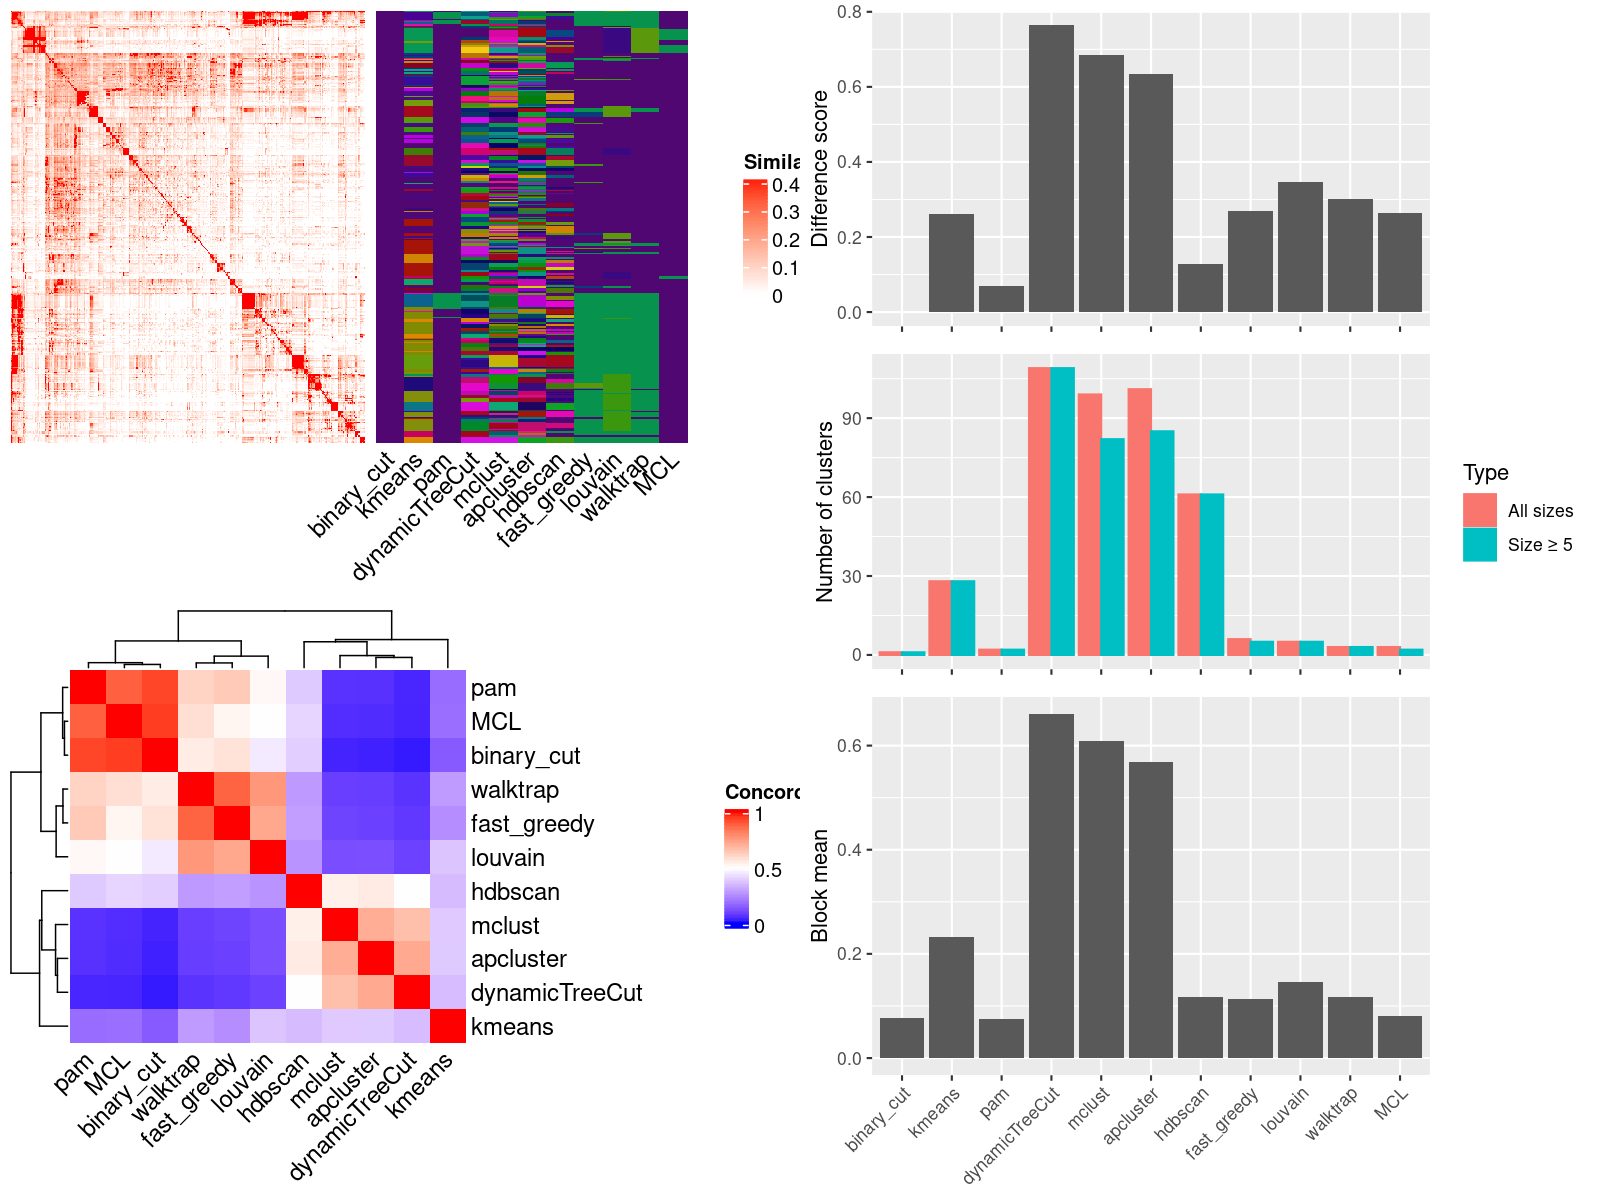 Simila
0.4
0.3
0.2
0.1
0
binary_cut
kmeans
pam
dynamicTreeCut
mclust
apcluster
hdbscan
fast_greedy
louvain
walktrap
MCL
pam
MCL
binary_cut
walktrap
fast_greedy
louvain
hdbscan
mclust
apcluster
dynamicTreeCut
kmeans
Concord
1
0.5
0
pam
MCL
binary_cut
walktrap
fast_greedy
louvain
hdbscan
mclust
apcluster
dynamicTreeCut
kmeans
Difference score
0.8
0.6
0.4
0.2
0.0
Number of clusters
90
60
30
0
Type
All sizes
Size ≥ 5
Block mean
0.6
0.4
0.2
0.0
binary_cut
kmeans
pam
dynamicTreeCut
mclust
apcluster
hdbscan
fast_greedy
louvain
walktrap
MCL